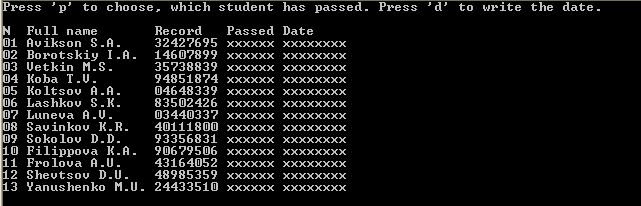 Press 'p' to choose, which student has passed. Press 'd' to write the date.
N Full name Record Passed Date
01 Avikson S.A. 32427695 xxxxxx xxxxxxxx
02 Borotskiy I.A. 14607899 xxxxxx xxxxxxxx
03 Vetkin M.S. 35738839 xxxxxx xxxxxxxx
04 Koba T.V. 94851874 xxxxxx xxxxxxxx
05 Koltsov A.A. 04648339 xxxxxx xxxxxxxx
06 Lashkov S.K. 83502426 xxxxxx xxxxxxxx
07 Luneva A.V. 03440337 xxxxxx xxxxxxxx
08 Savinkov K.R. 40111800 xxxxxx xxxxxxxx
09 Sokolov D.D. 93356831 xxxxxx xxxxxxxx
10 Filippova K.A. 90679506 xxxxxx xxxxxxxx
11 Frolova A.U. 43164052 xxxxxx xxxxxxxx
12 Shevtsov D.U. 48985359 xxxxxx xxxxxxxx
13 Yanushenko M.U. 24433510 xxxxxx xxxxxxxx